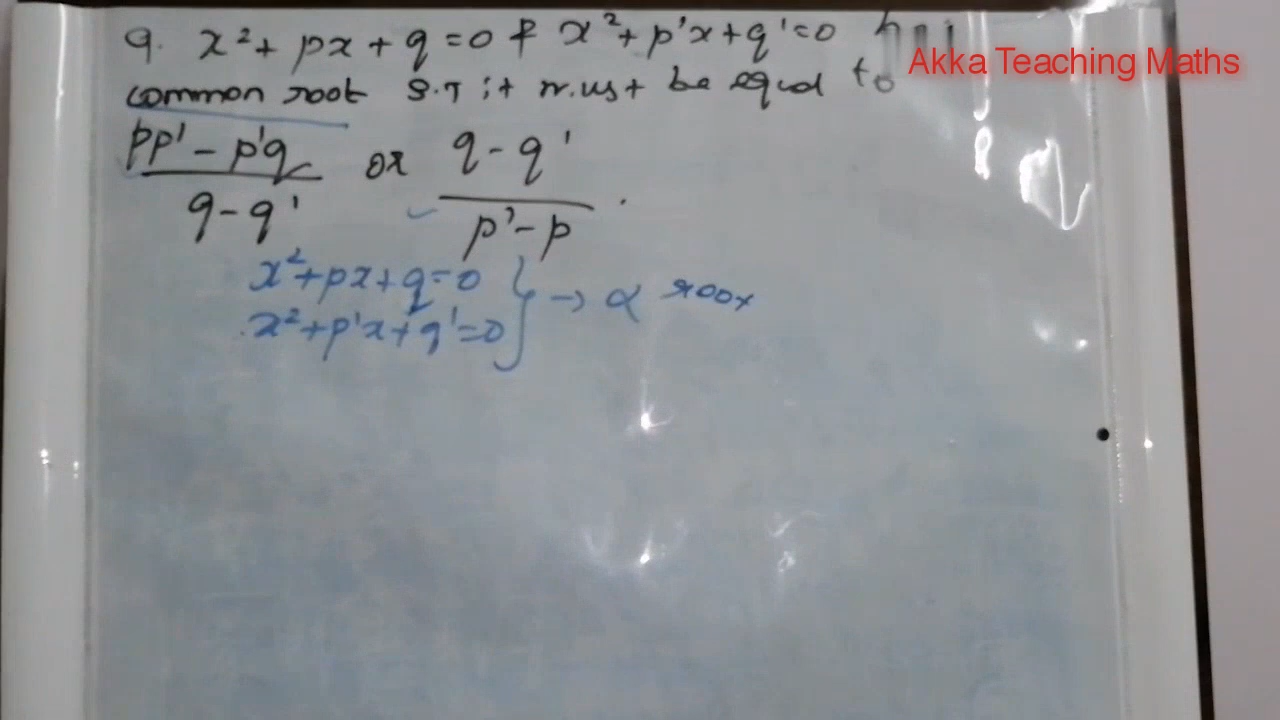 9. x² + px + q = 0 & x² + p'x + q' = 0
Akka Teaching Maths
common root S.T it must be equal to
pp' - p'q / q - q' or q - q' / p' - p .
x² + px + q = 0
x² + p'x + q' = 0 } → α root